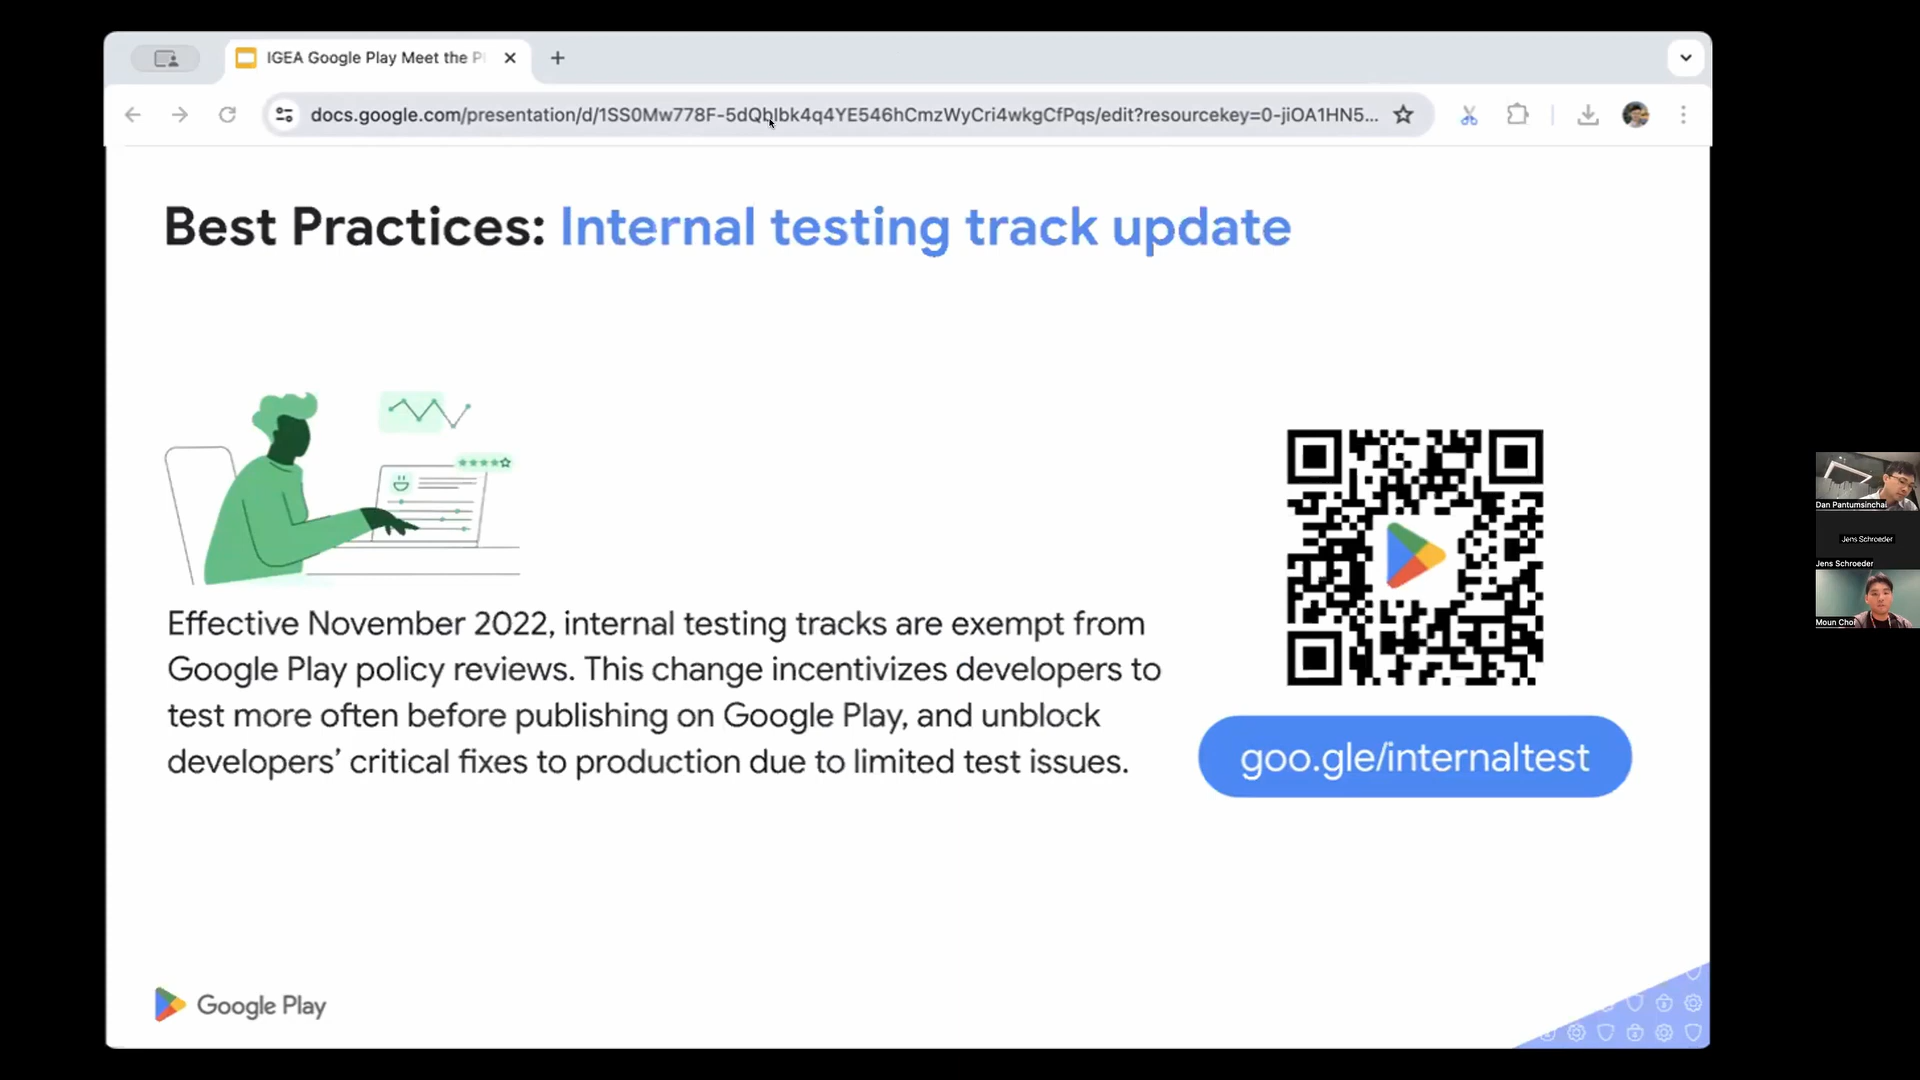 IGEA Google Play Meet the P
docs.google.com/presentation/d/1SS0Mw778F-5dQbIbk4q4YE546hCmzWyCri4wkgCfPqs/edit?resourcekey=0-jiOA1HN5...
Best Practices: Internal testing track update
Effective November 2022, internal testing tracks are exempt from
Google Play policy reviews. This change incentivizes developers to
test more often before publishing on Google Play, and unblock
developers’ critical fixes to production due to limited test issues.
goo.gle/internaltest
Google Play
Dan Pantumsinchai
Jens Schroeder
Jens Schroeder
Moun Choi